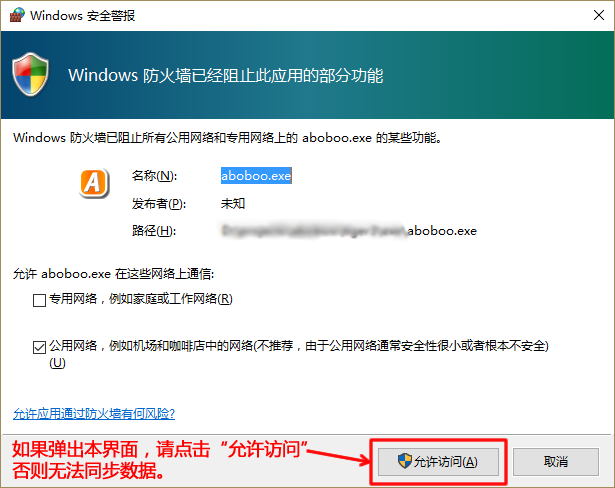 Windows 安全警报
Windows 防火墙已经阻止此应用的部分功能
Windows 防火墙已阻止所有公用网络和专用网络上的 aboboo.exe 的某些功能。
名称(N): aboboo.exe
发布者(P): 未知
路径(H): \aboboo.exe
允许 aboboo.exe 在这些网络上通信:
专用网络，例如家庭或工作网络(R)
公用网络，例如机场和咖啡店中的网络(不推荐，由于公用网络通常安全性很小或者根本不安全)
(U)
允许应用通过防火墙有何风险?
如果弹出本界面，请点击“允许访问”
否则无法同步数据。
允许访问(A)
取消